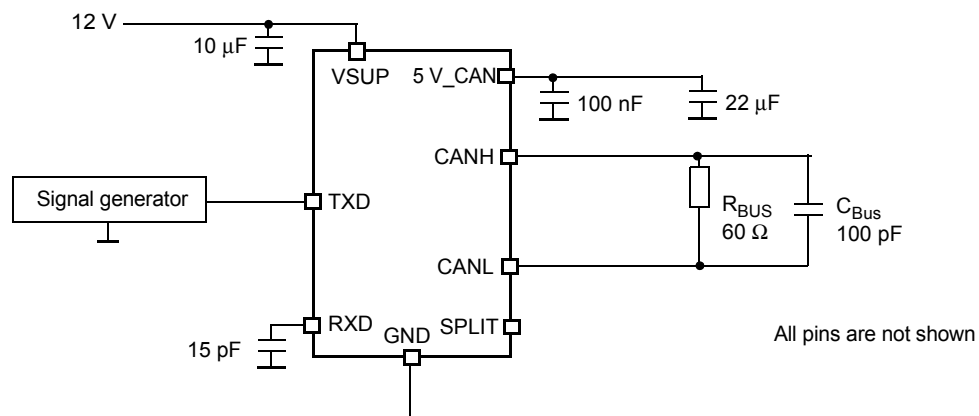 12 V
10 μF
VSUP
5 V_CAN
100 nF
22 μF
CANH
Signal generator
TXD
R_BUS
60 Ω
C_Bus
100 pF
CANL
RXD
GND
SPLIT
15 pF
All pins are not shown